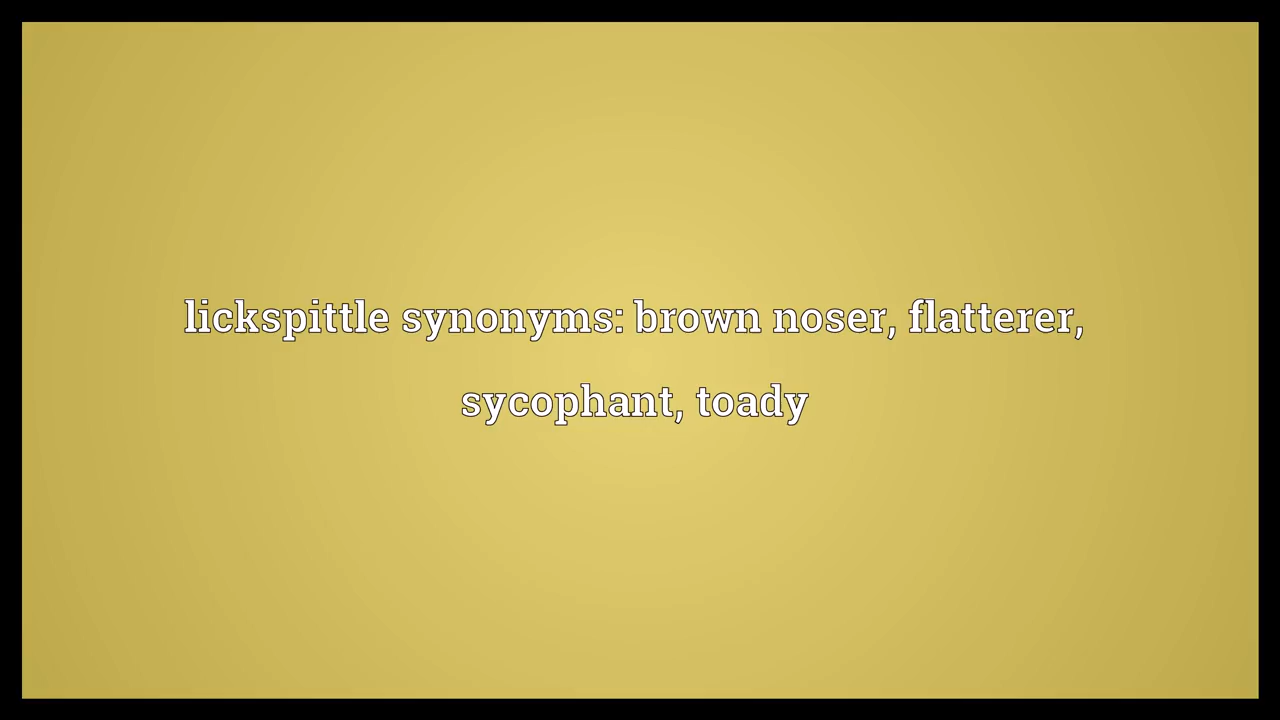 lickspittle synonyms: brown noser, flatterer,
sycophant, toady